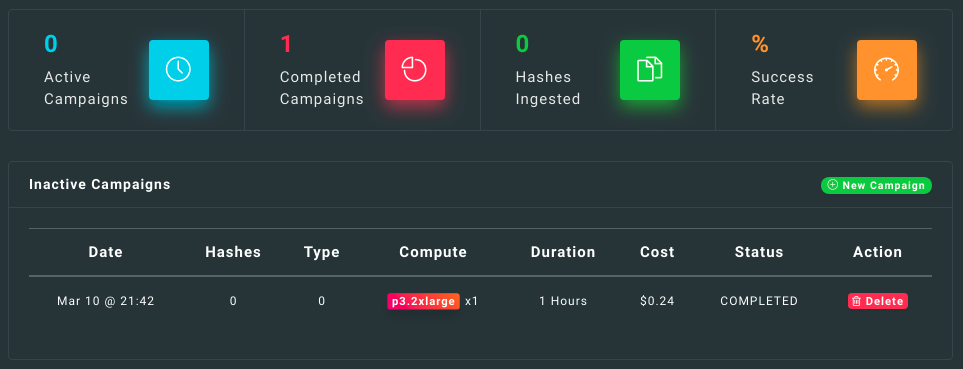 0
Active
Campaigns
1
Completed
Campaigns
0
Hashes
Ingested
%
Success
Rate
Inactive Campaigns
New Campaign
Date Hashes Type Compute Duration Cost Status Action
Mar 10 @ 21:42 0 0 p3.2xlarge x1 1 Hours $0.24 COMPLETED Delete